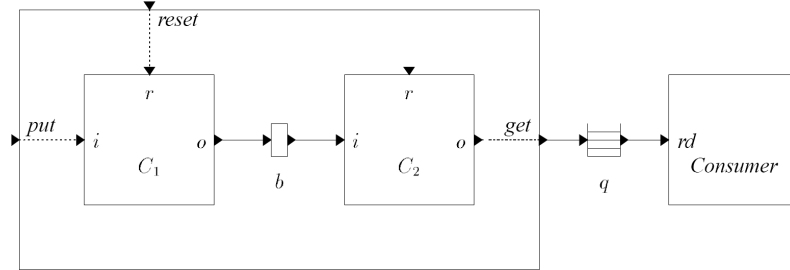 reset
r r
put get
i o i o rd
C₁ C₂ Consumer
b q